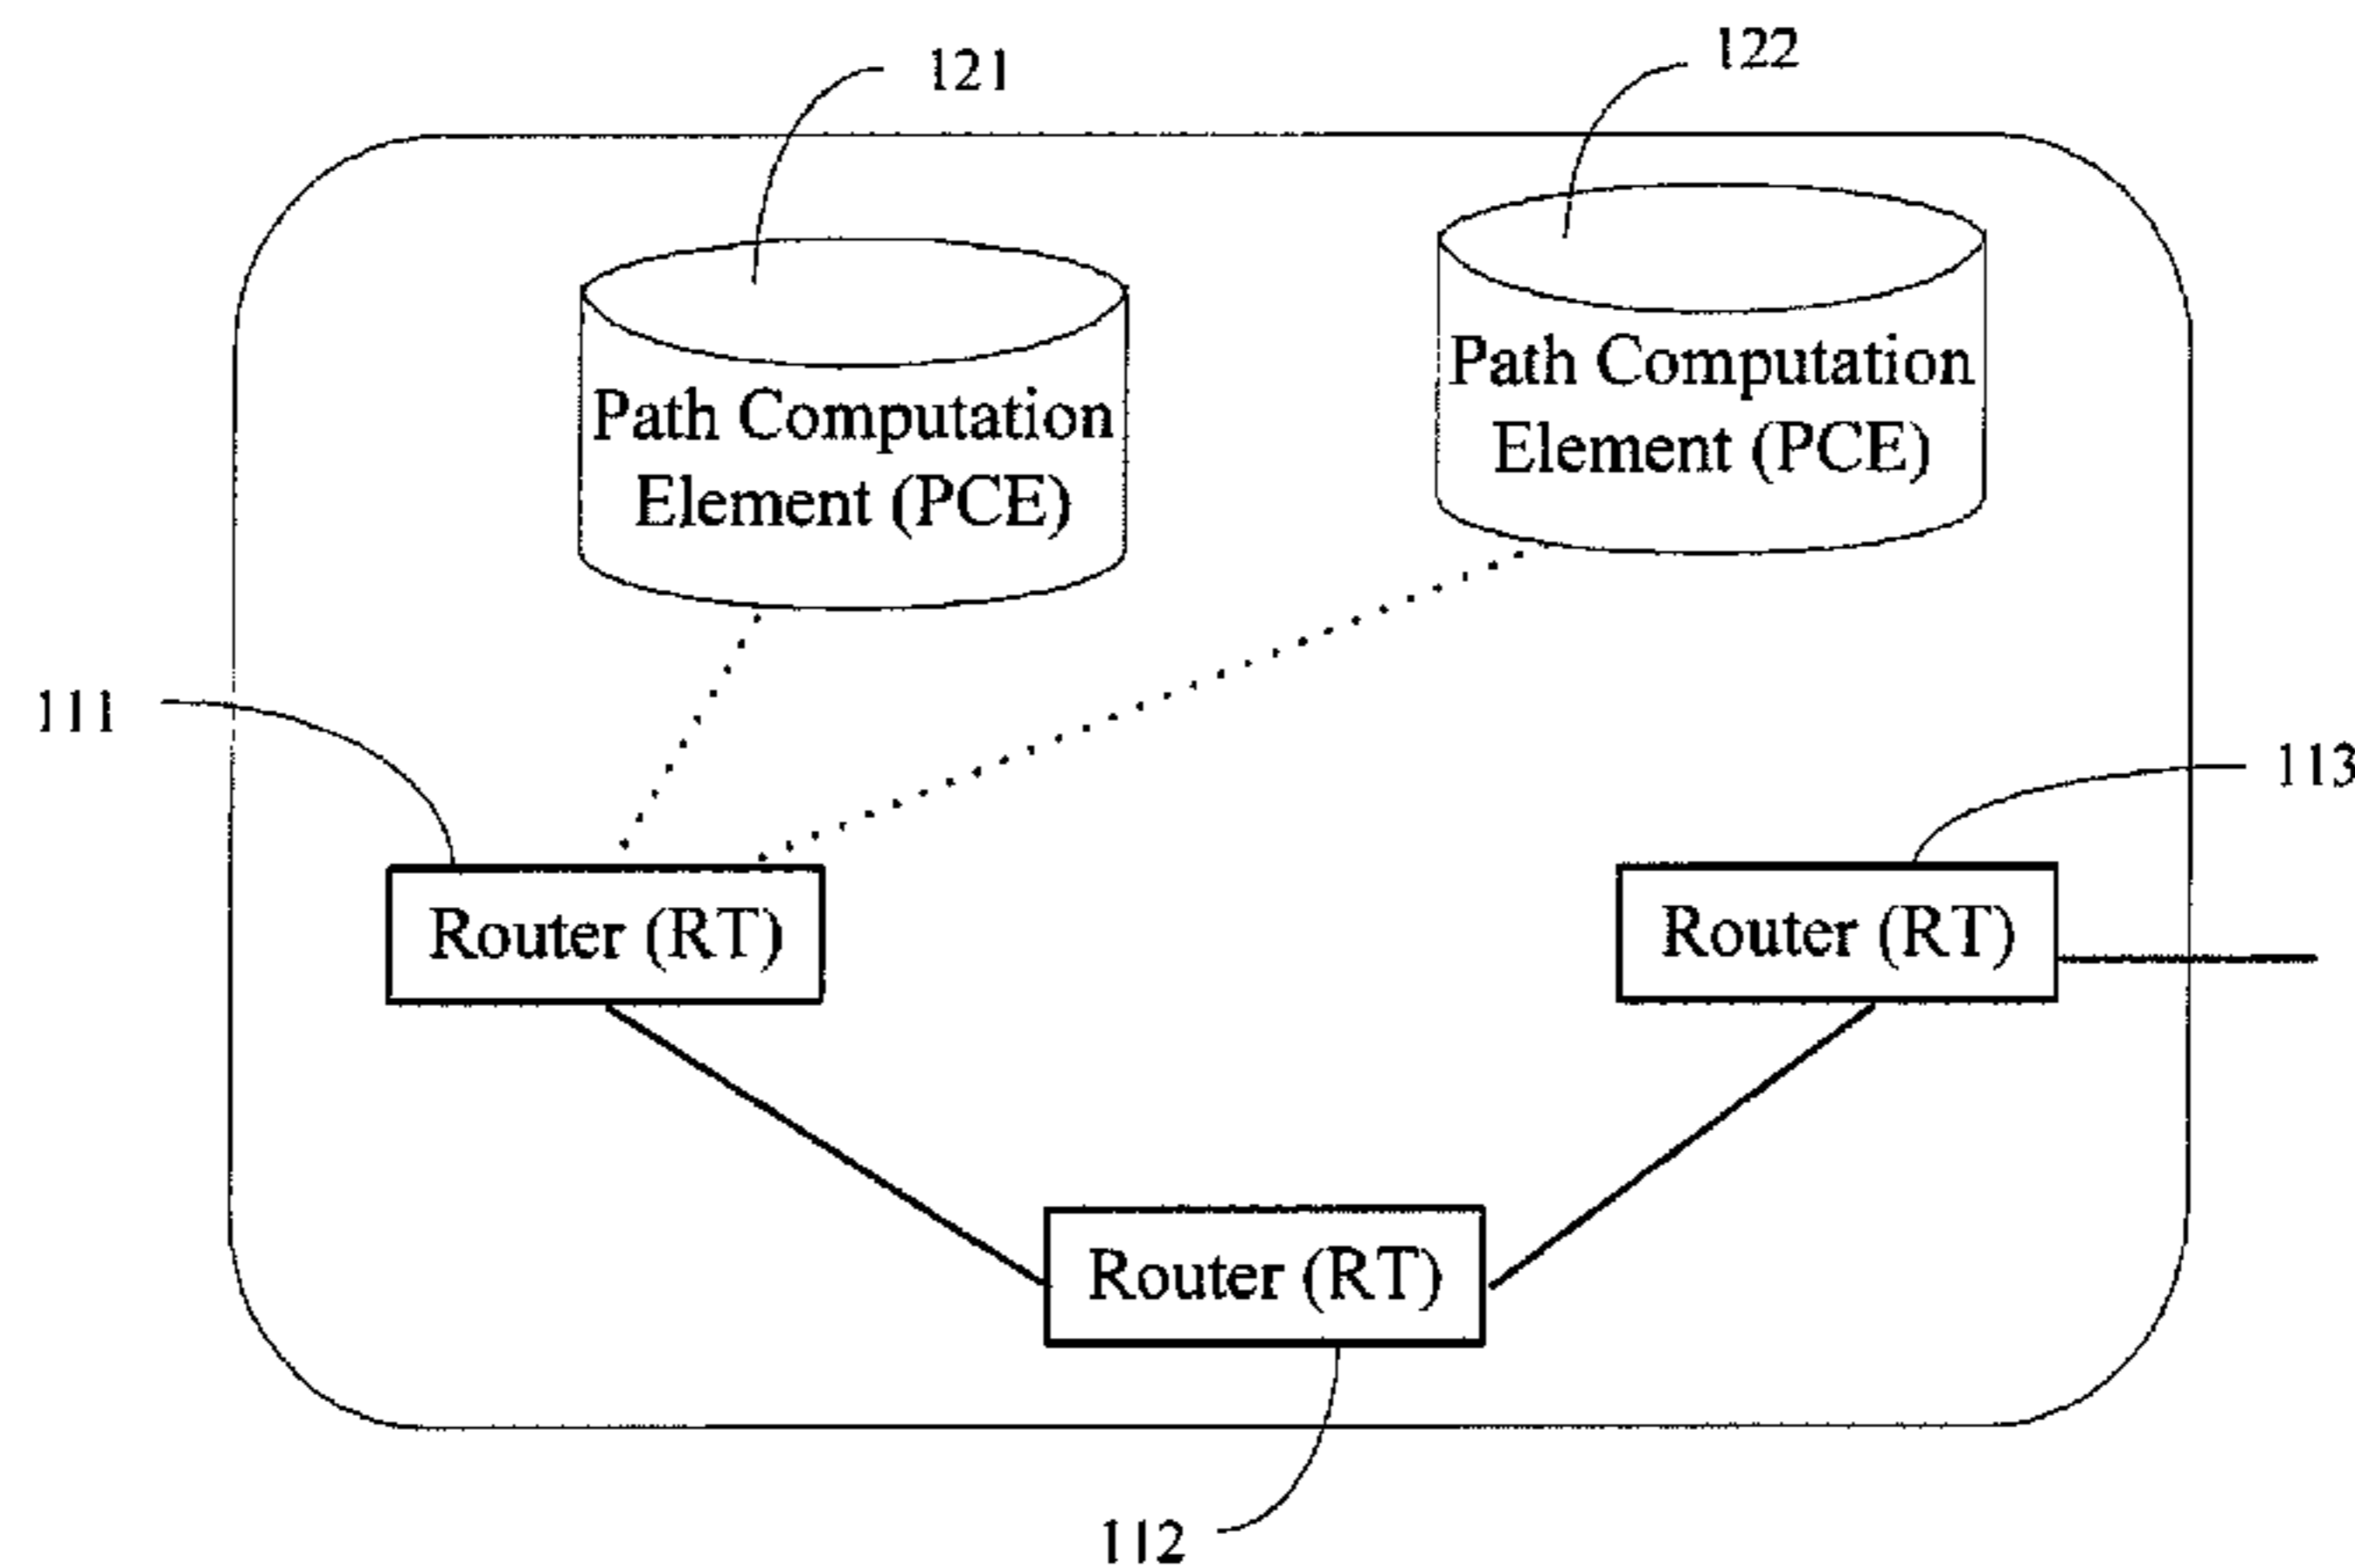 121
122
Path Computation
Element (PCE)
Path Computation
Element (PCE)
111
113
Router (RT)
Router (RT)
Router (RT)
112